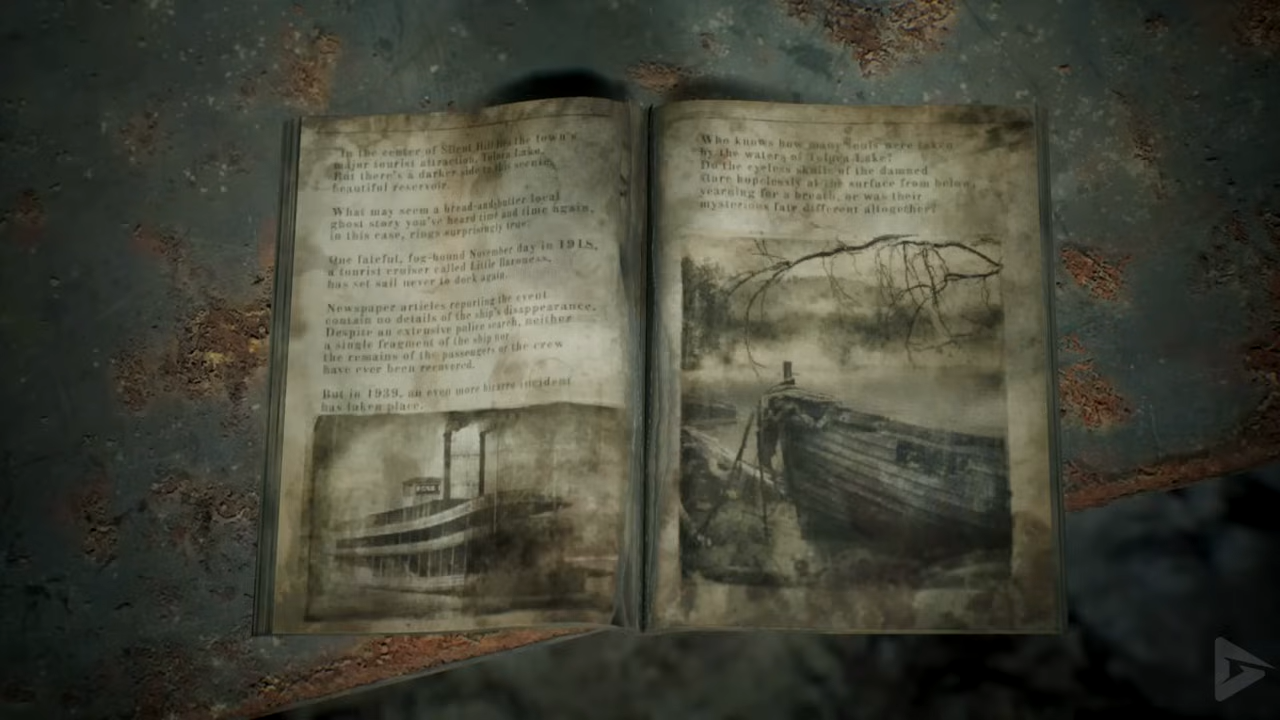 In the center of Silent Hill lies the town's
major tourist attraction, Toluca Lake.
But there's a darker side to this scenic,
beautiful reservoir.
What may seem a bread-and-butter local
ghost story you've heard time and time again,
in this case, rings surprisingly true.
One fateful, fog-bound November day in 1918,
a tourist cruiser called Little Baroness,
has set sail never to dock again.
Newspaper articles reporting the event
contain no details of the ship's disappearance.
Despite an extensive police search, neither
a single fragment of the ship nor
the remains of the passengers or the crew
have ever been recovered.
But in 1939, an even more bizarre incident
has taken place.
Who knows how many souls were taken
by the waters of Toluca Lake?
Do the eyeless skulls of the damned
stare hopelessly at the surface from below,
yearning for a breath, or was their
mysterious fate different altogether?